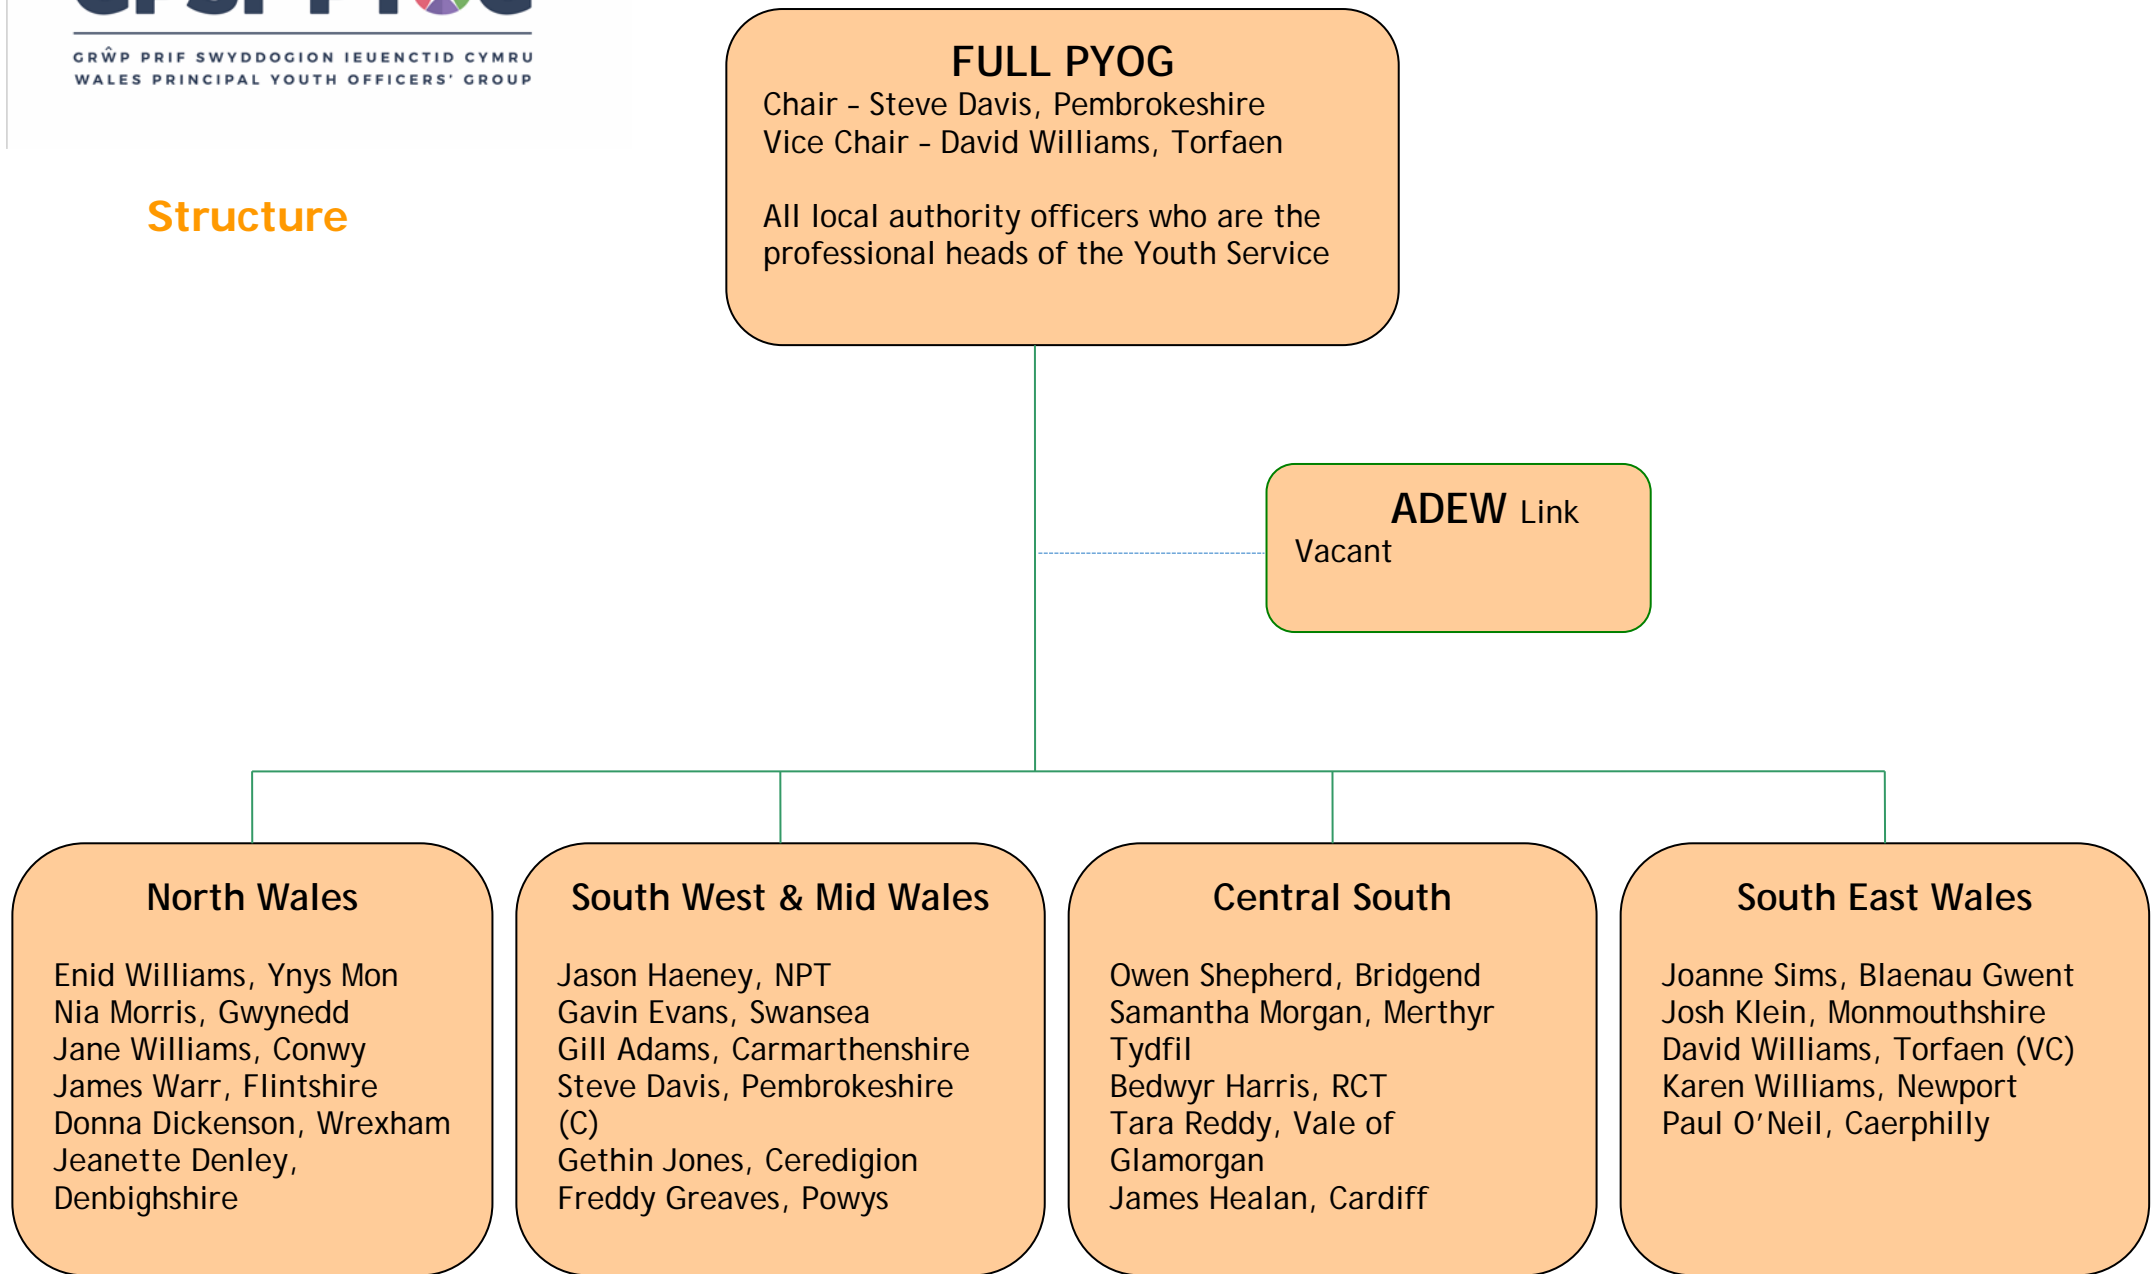 GRŴP PRIF SWYDDOGION IEUENCTID CYMRU
WALES PRINCIPAL YOUTH OFFICERS' GROUP
Structure
FULL PYOG
Chair – Steve Davis, Pembrokeshire
Vice Chair – David Williams, Torfaen
All local authority officers who are the
professional heads of the Youth Service
ADEW Link
Vacant
North Wales
Enid Williams, Ynys Mon
Nia Morris, Gwynedd
Jane Williams, Conwy
James Warr, Flintshire
Donna Dickenson, Wrexham
Jeanette Denley,
Denbighshire
South West & Mid Wales
Jason Haeney, NPT
Gavin Evans, Swansea
Gill Adams, Carmarthenshire
Steve Davis, Pembrokeshire
(C)
Gethin Jones, Ceredigion
Freddy Greaves, Powys
Central South
Owen Shepherd, Bridgend
Samantha Morgan, Merthyr
Tydfil
Bedwyr Harris, RCT
Tara Reddy, Vale of
Glamorgan
James Healan, Cardiff
South East Wales
Joanne Sims, Blaenau Gwent
Josh Klein, Monmouthshire
David Williams, Torfaen (VC)
Karen Williams, Newport
Paul O’Neil, Caerphilly